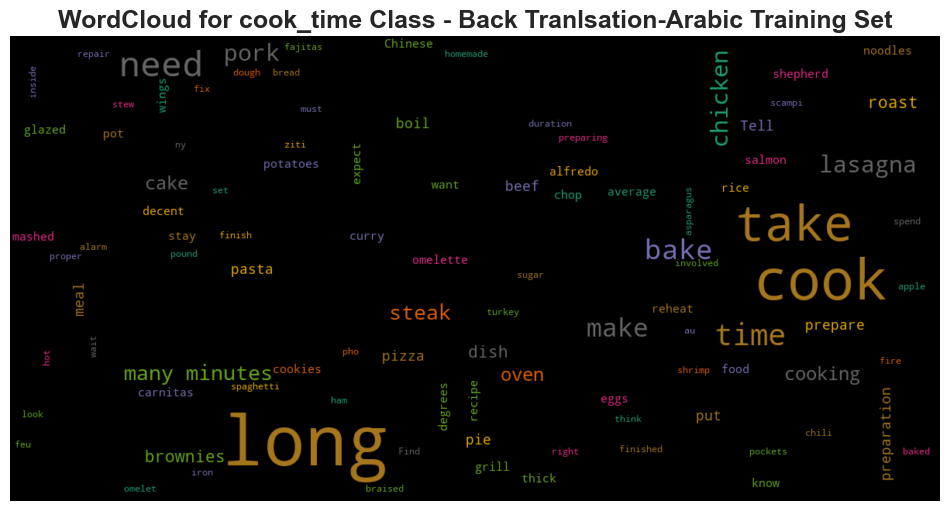 WordCloud for cook_time Class - Back Tranlsation-Arabic Training Set
fajitas
Chinese
repair
need
pork
homemade
noodles
inside
dough
bread
shepherd
wings
fix
stew
must
chicken
scampi
roast
glazed
pot
boil
duration
Tell
preparing
ny
ziti
expect
potatoes
salmon
lasagna
alfredo
cake
set
want
beef
chop
average
rice
asparagus
decent
take
spend
mashed
stay
finish
curry
alarm
proper
pound
omelette
bake
involved
pasta
sugar
cook
apple
meal
steak
turkey
reheat
au
make
time
prepare
hot
wait
pho
pizza
dish
fire
many minutes
cookies
oven
shrimp
food
cooking
carnitas
spaghetti
degrees
recipe
ham
eggs
look
long
think
put
preparation
chili
feu
brownies
pie
Find
right
finished
pockets
baked
iron
grill
thick
know
omelet
braised